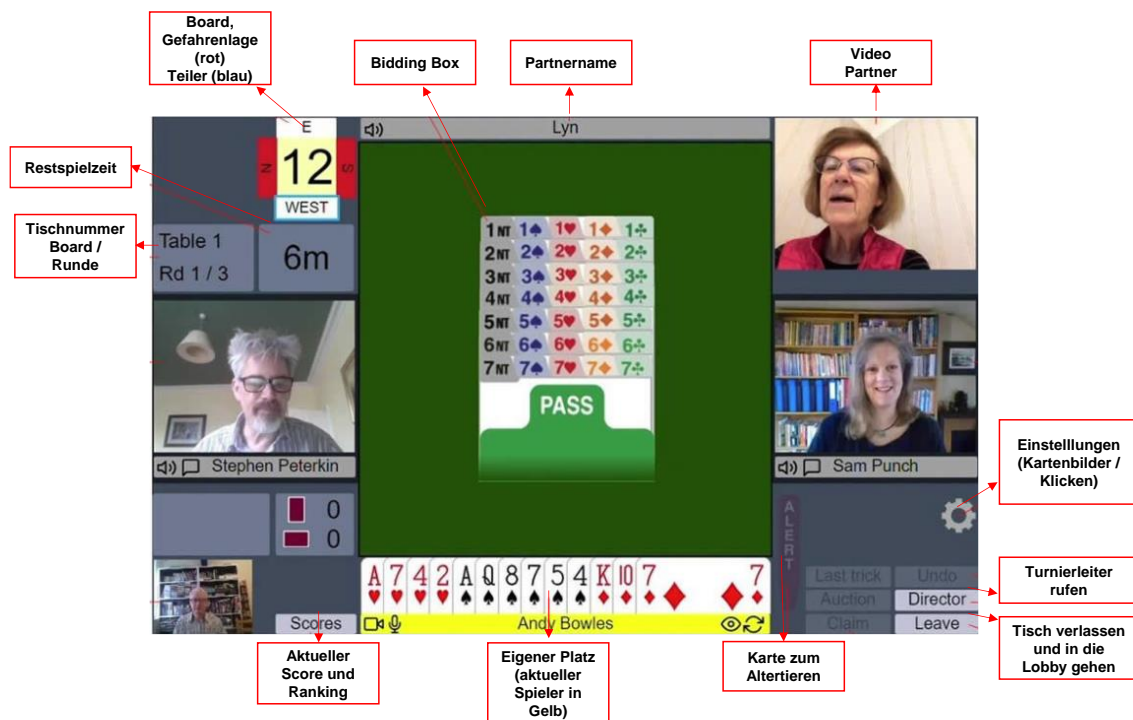 Board,
Gefahrenlage
(rot)
Teiler (blau)
Bidding Box
Partnername
Video
Partner
E
Lyn
N
12
S
WEST
Restspielzeit
Tischnummer
Board /
Runde
Table 1
Rd 1 / 3
6m
1NT 1♠ 1♥ 1♦ 1♣
2NT 2♠ 2♥ 2♦ 2♣
3NT 3♠ 3♥ 3♦ 3♣
4NT 4♠ 4♥ 4♦ 4♣
5NT 5♠ 5♥ 5♦ 5♣
6NT 6♠ 6♥ 6♦ 6♣
7NT 7♠ 7♥ 7♦ 7♣
PASS
Stephen Peterkin
Sam Punch
Einstelllungen
(Kartenbilder /
Klicken)
0
0
ALERT
Last trick
Undo
Auction
Director
Claim
Leave
Turnierleiter
rufen
A♥ 7♥ 4♥ 2♥ A♠ Q♠ 8♠ 7♠ 5♠ 4♠ K♦ 10♦ 7♦ 7♦
Scores
Andy Bowles
Tisch verlassen
und in die
Lobby gehen
Aktueller
Score und
Ranking
Eigener Platz
(aktueller
Spieler in
Gelb)
Karte zum
Altertieren